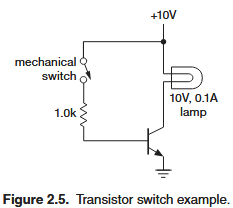 +10V
mechanical
switch
10V, 0.1A
lamp
1.0k
Figure 2.5. Transistor switch example.